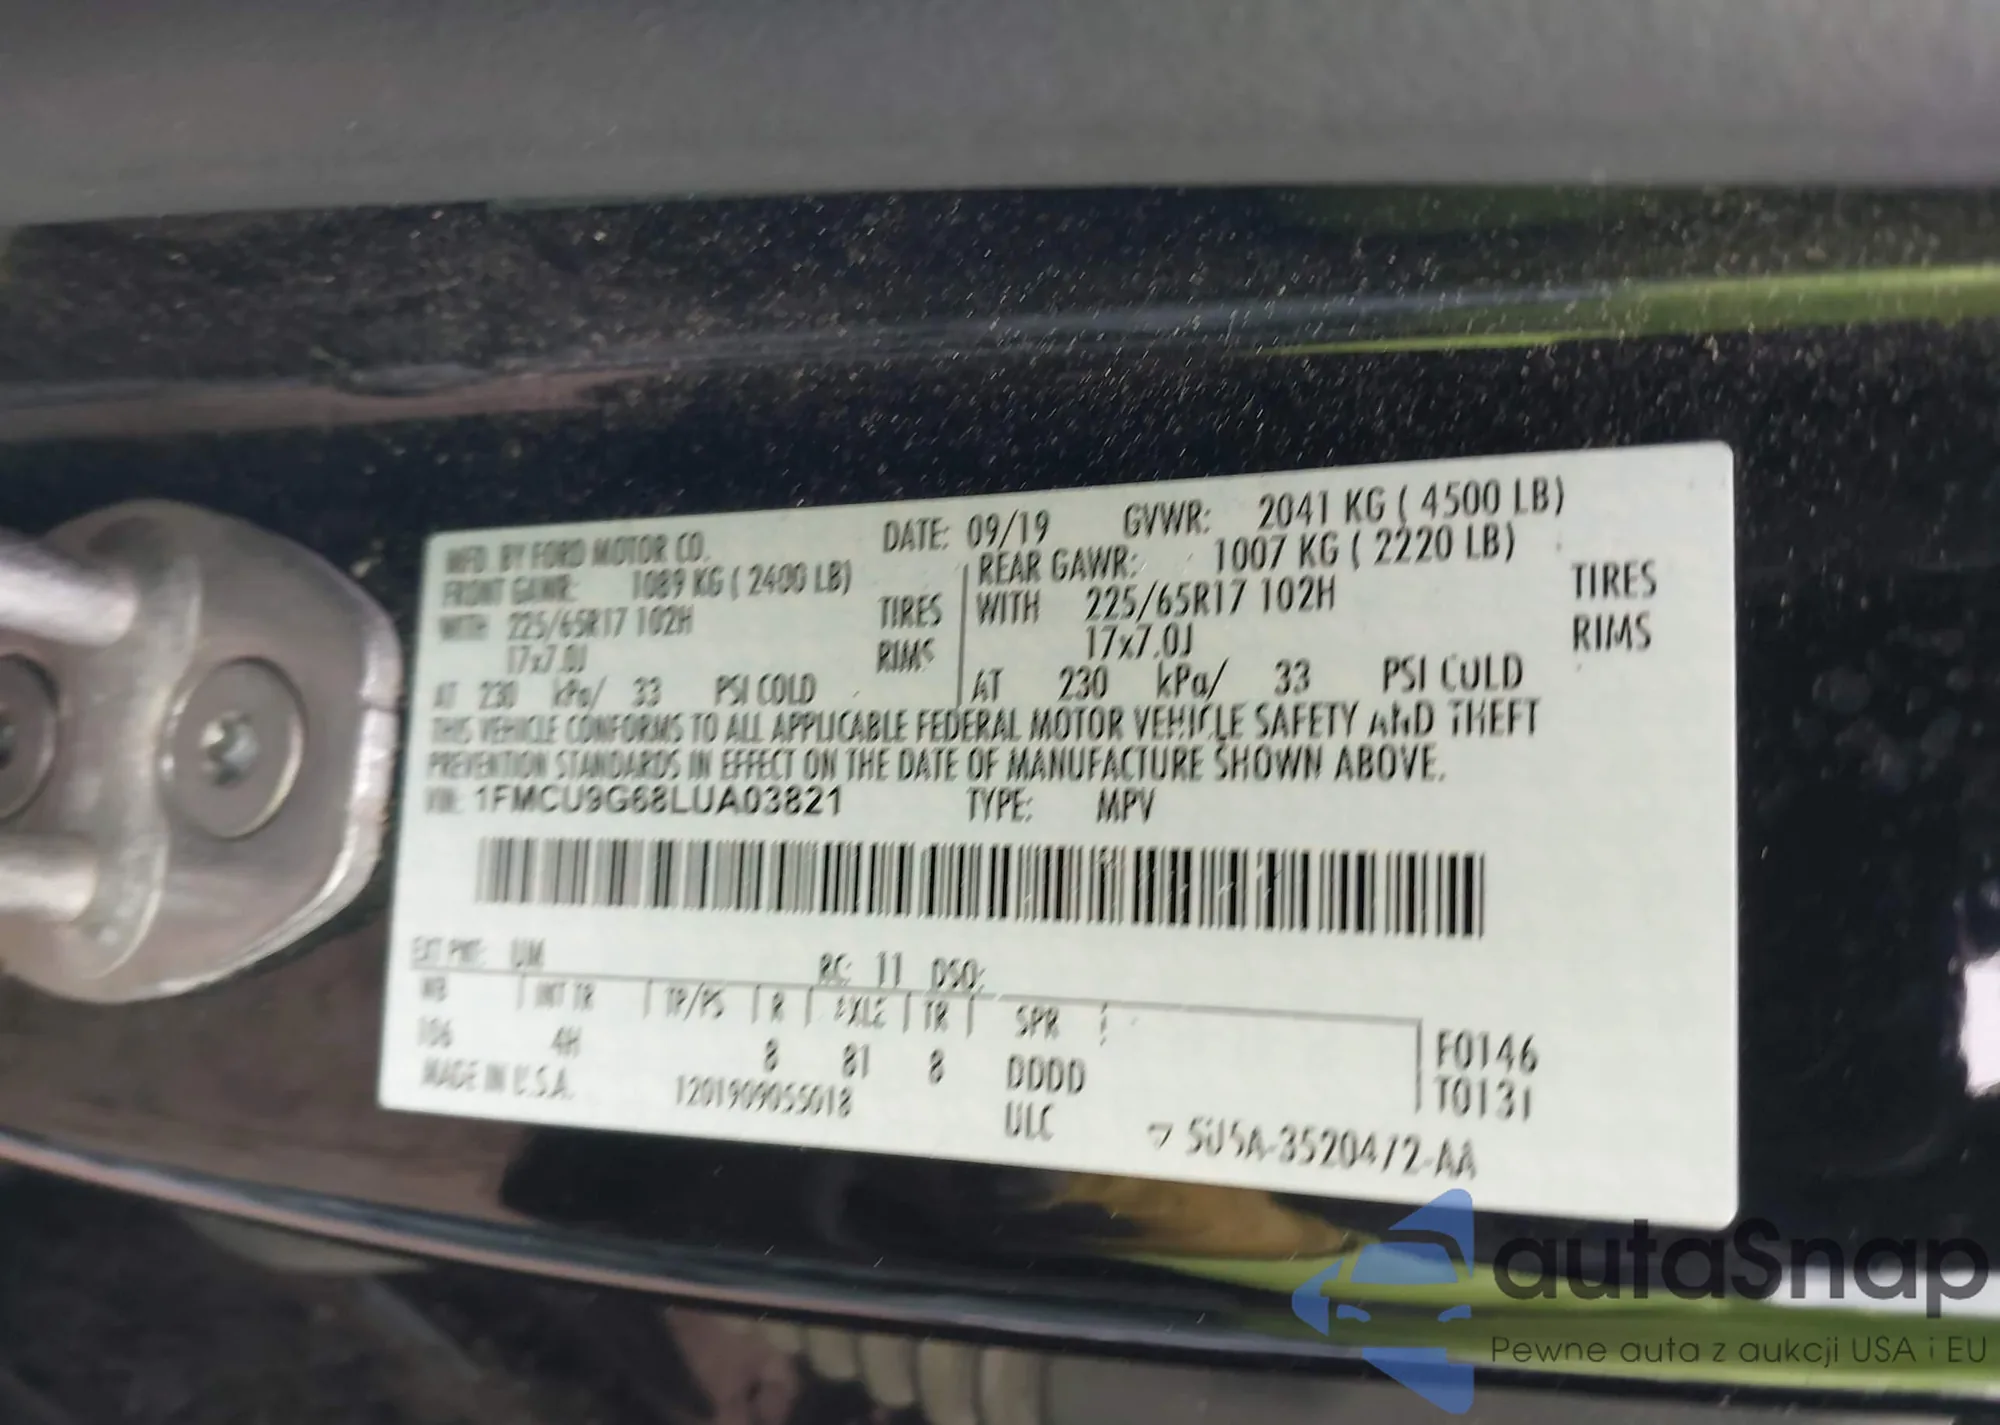 MFD. BY FORD MOTOR CO. DATE: 09/19 GVWR: 2041 KG ( 4500 LB)
FRONT GAWR: 1089 KG ( 2400 LB) REAR GAWR: 1007 KG ( 2220 LB)
WITH 225/65R17 102H TIRES WITH 225/65R17 102H TIRES
17x7.0J RIMS 17x7.0J RIMS
AT 230 kPa/ 33 PSI COLD AT 230 kPa/ 33 PSI COLD
THIS VEHICLE CONFORMS TO ALL APPLICABLE FEDERAL MOTOR VEHICLE SAFETY AND THEFT
PREVENTION STANDARDS IN EFFECT ON THE DATE OF MANUFACTURE SHOWN ABOVE.
VIN: 1FMCU9G68LUA03821 TYPE: MPV
EXT PNT: UM RC: 11 DSO:
WB INT TR TP/PS R AXLE TR SPR
106 4H 8 81 8 DDDD F0146
MADE IN U.S.A. 1201909055018 ULC T0131
5U5A-3520472-AA
autaSnap
Pewne auta z aukcji USA i EU